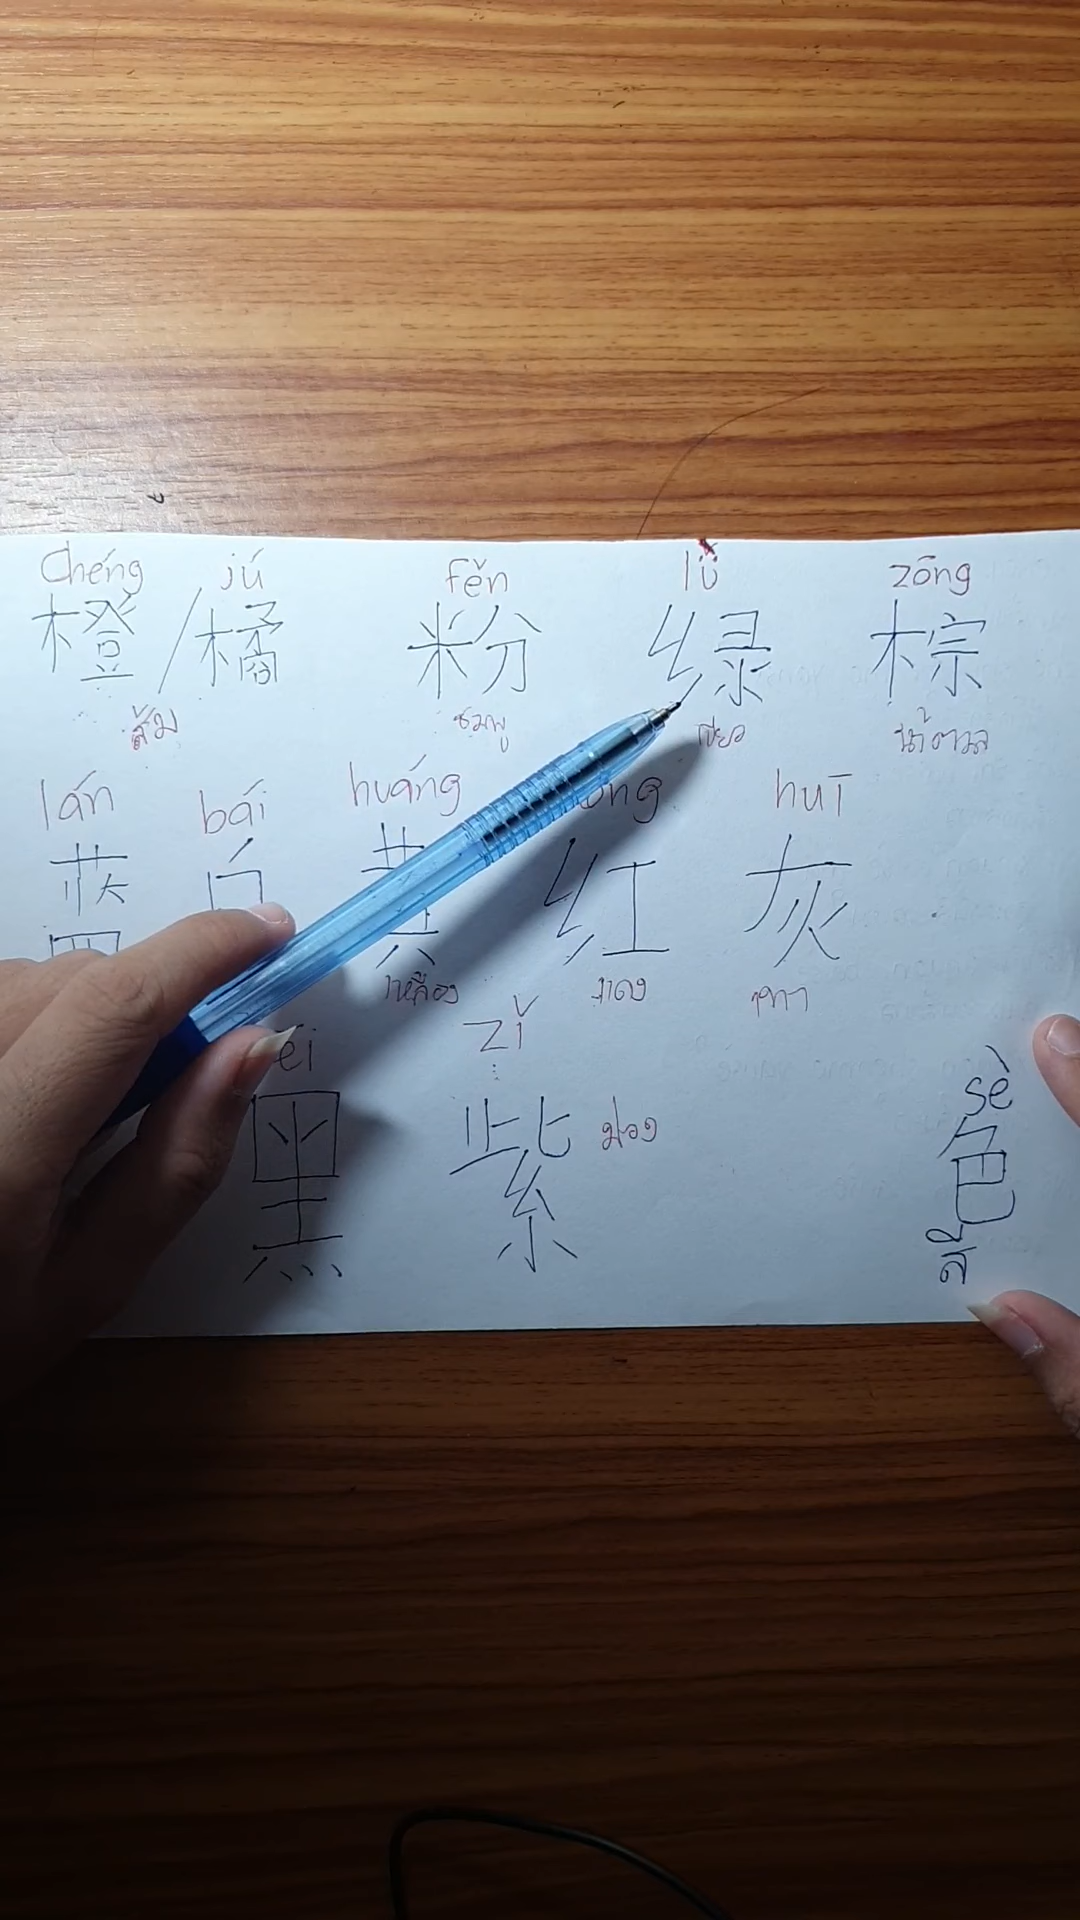 chéng jú fěn lǜ zōng
橙/橘 粉 绿 棕
ส้ม ชมพู เขียว น้ำตาล
lán bái huáng huī
白 红 灰
เหลือง แดง เทา
zǐ sè
黑 紫 ม่วง 色
สี